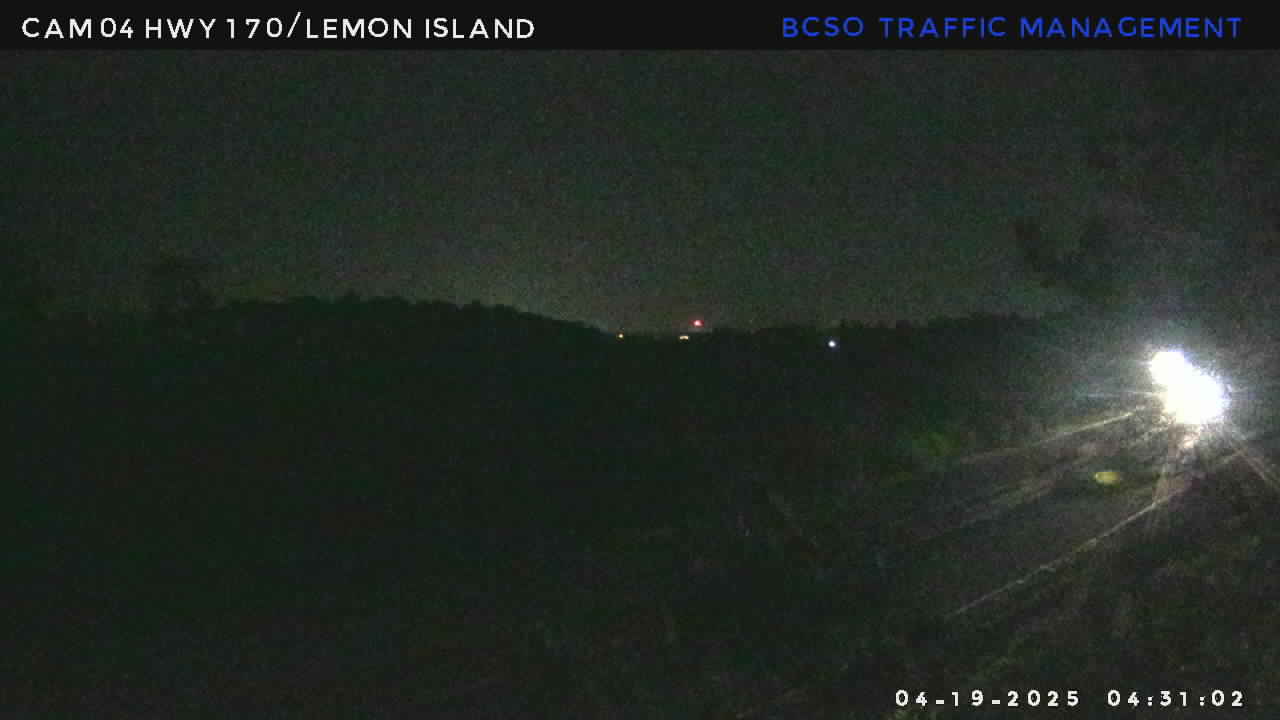 CAM04 HWY 170/LEMON ISLAND
BCSO TRAFFIC MANAGEMENT
04-19-2025 04:31:02